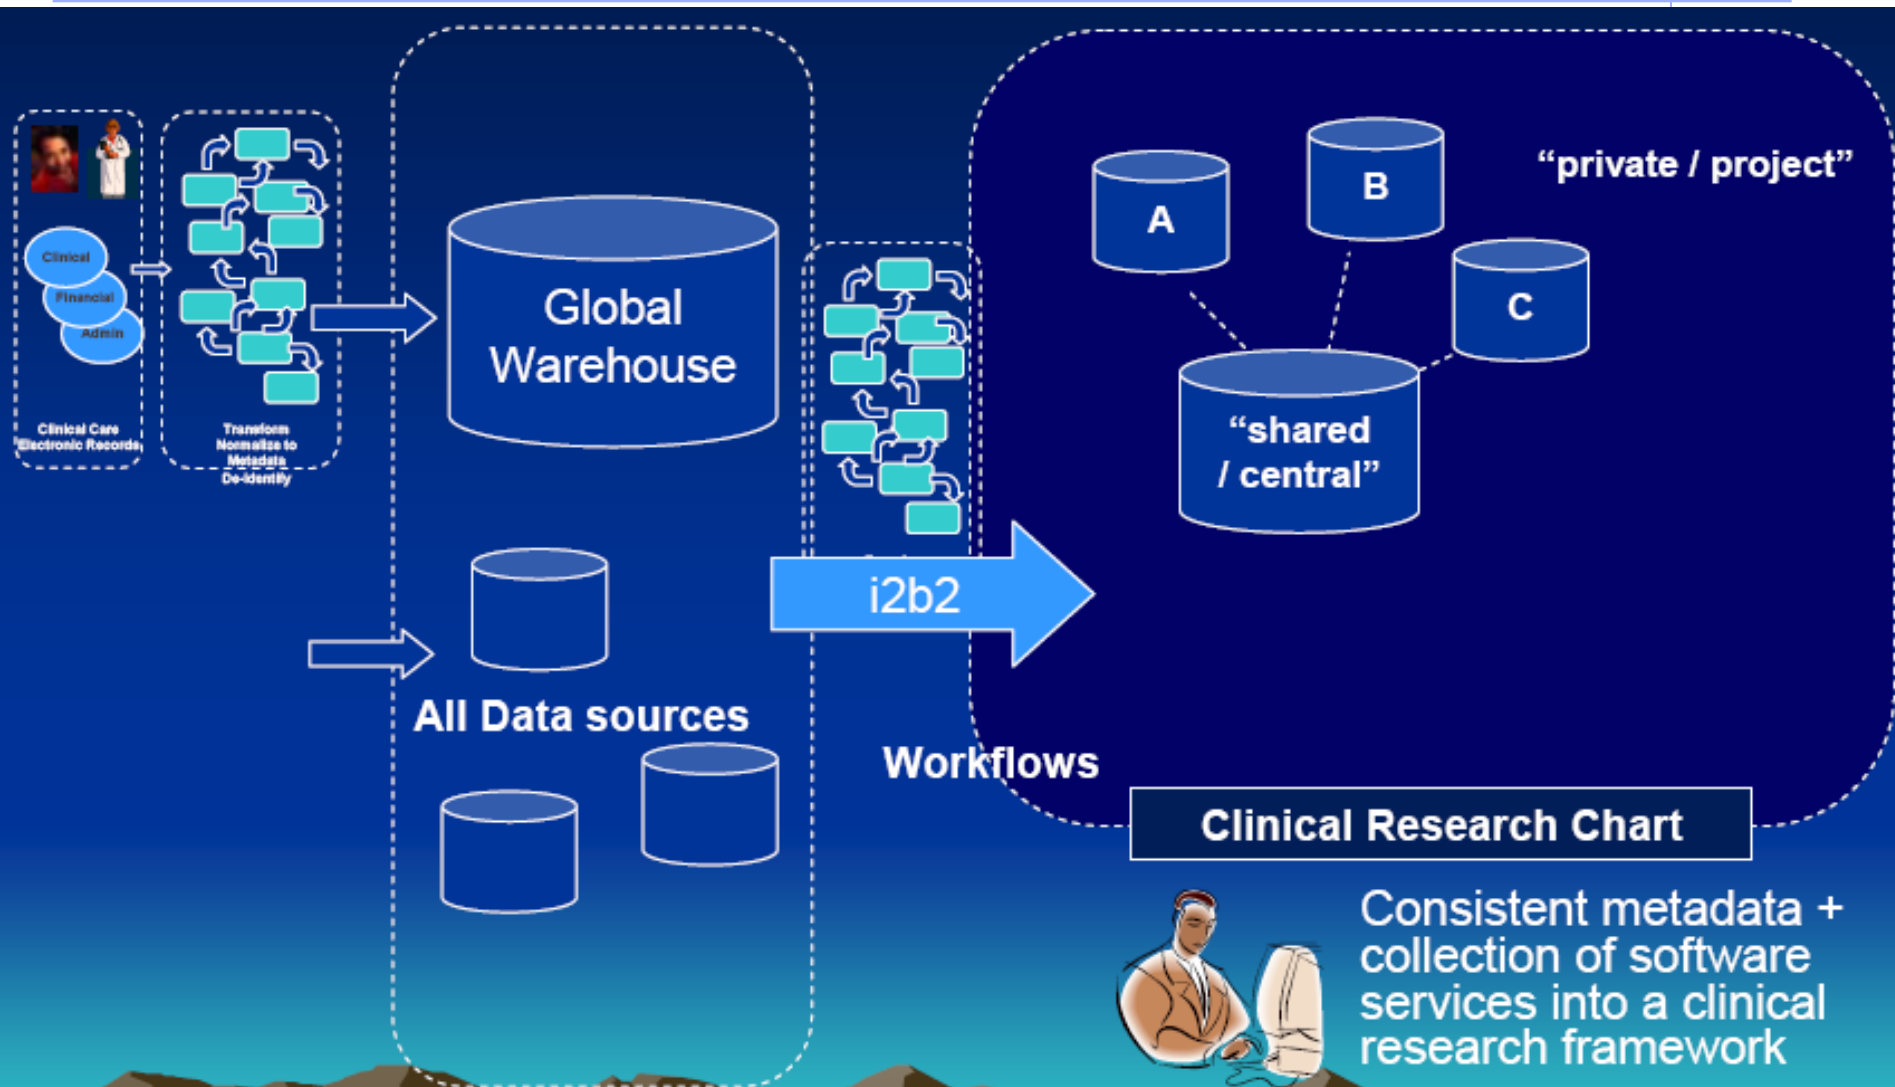 Clinical
Financial
Admin
Clinical Care
Electronic Records
Transform
Normalize to
Metadata
De-identify
Global
Warehouse
All Data sources
i2b2
Workflows
A
B
C
“private / project”
“shared
/ central”
Clinical Research Chart
Consistent metadata +
collection of software
services into a clinical
research framework